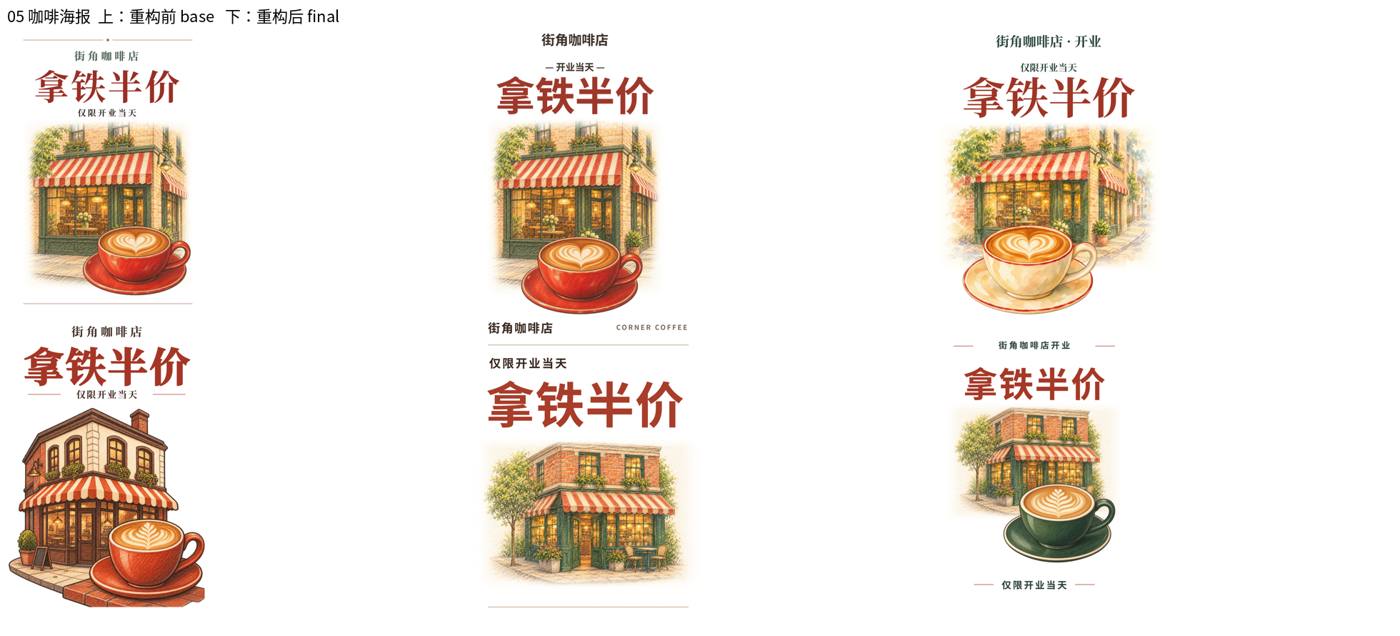 05 咖啡海报 上：重构前 base 下：重构后 final
街角咖啡店
拿铁半价
仅限开业当天
街角咖啡店
— 开业当天 —
拿铁半价
街角咖啡店 · 开业
仅限开业当天
拿铁半价
街角咖啡店
拿铁半价
仅限开业当天
街角咖啡店
CORNER COFFEE
仅限开业当天
拿铁半价
街角咖啡店开业
拿铁半价
仅限开业当天